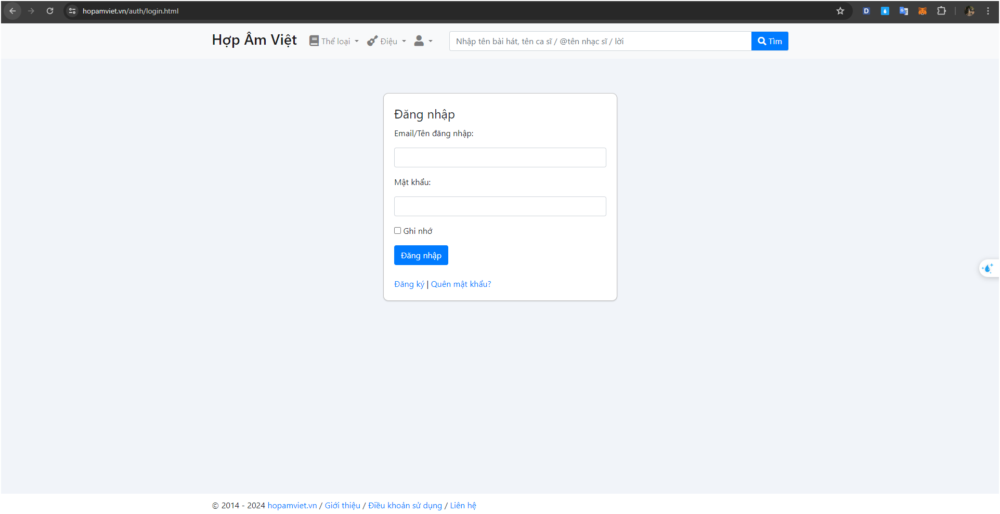 hopamviet.vn/auth/login.html
D
Hợp Âm Việt Thể loại Điệu Nhập tên bài hát, tên ca sĩ / @tên nhạc sĩ / lời Tìm
Đăng nhập
Email/Tên đăng nhập:
Mật khẩu:
Ghi nhớ
Đăng nhập
Đăng ký | Quên mật khẩu?
© 2014 - 2024 hopamviet.vn / Giới thiệu / Điều khoản sử dụng / Liên hệ